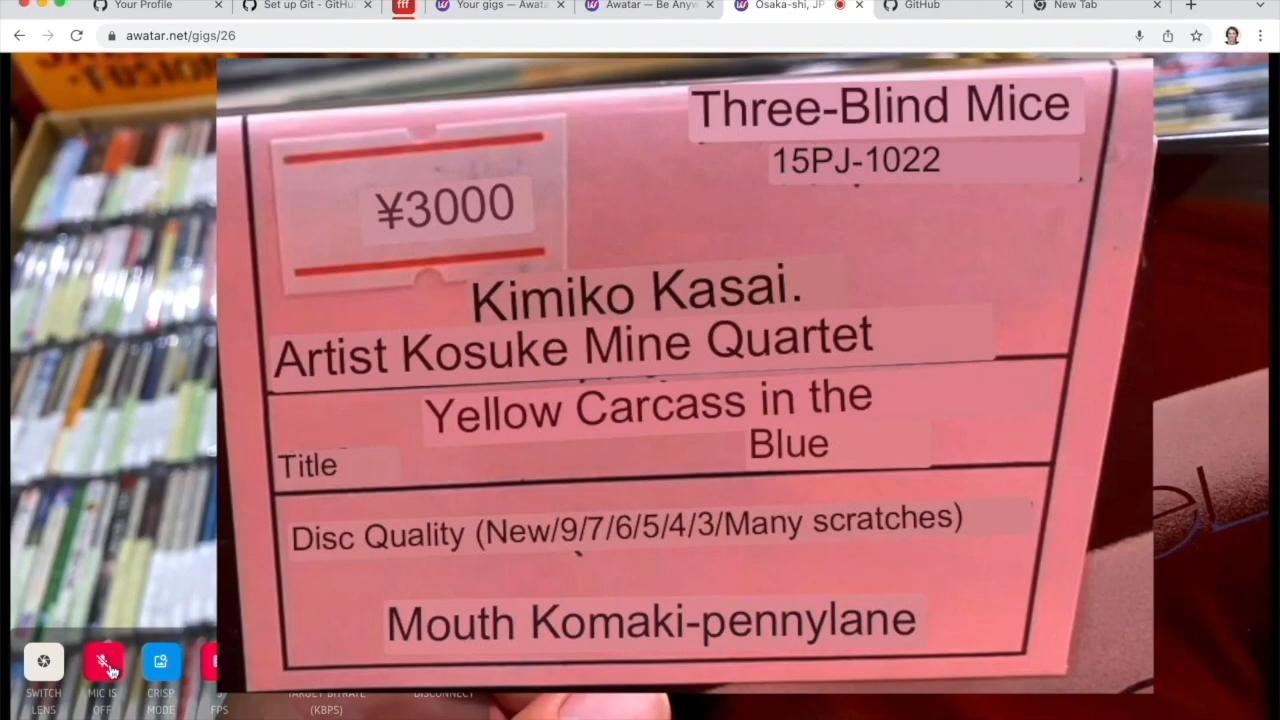 Your Profile
Set up Git - GitHu
fff
Your gigs — Awata
Awatar — Be Anyw
Osaka-shi, JP
GitHub
New Tab
awatar.net/gigs/26
FUSION
Three-Blind Mice
15PJ-1022
¥3000
Kimiko Kasai.
Artist Kosuke Mine Quartet
Yellow Carcass in the
Blue
Title
Disc Quality (New/9/7/6/5/4/3/Many scratches)
Mouth Komaki-pennylane
SWITCH LENS
MIC IS OFF
CRISP MODE
FPS
TARGET BITRATE (KBPS)
DISCONNECT